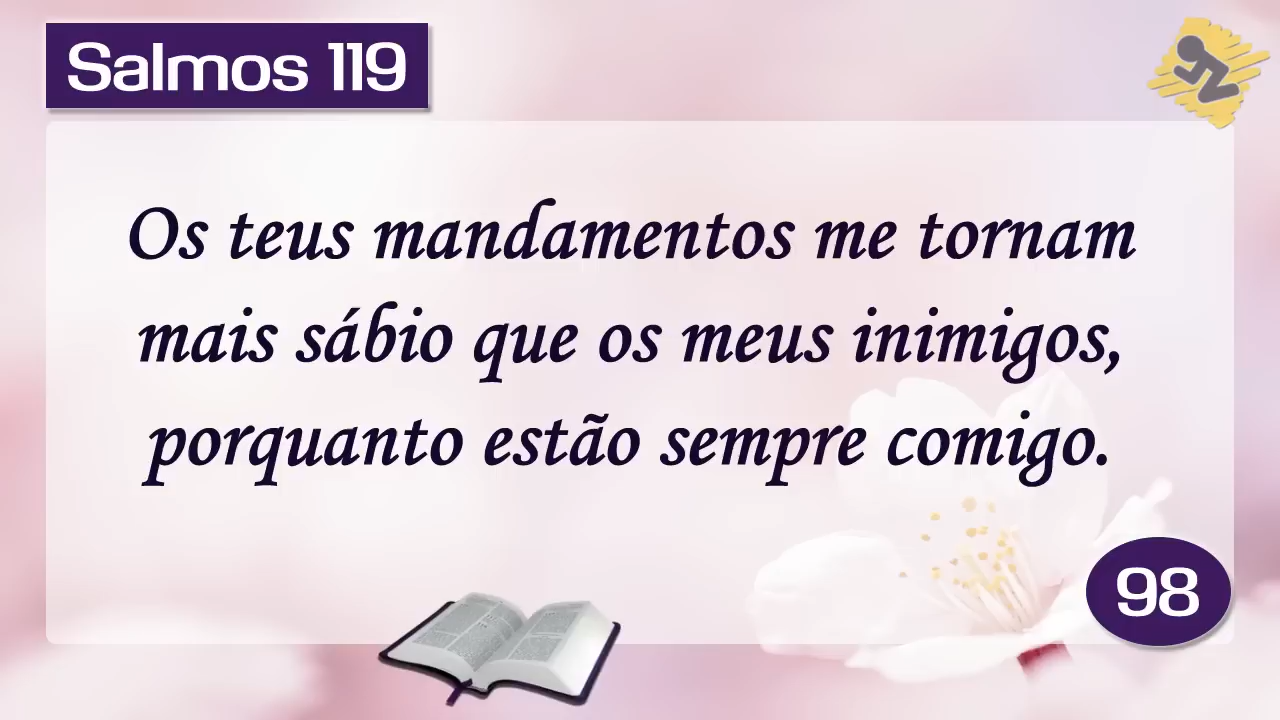 Salmos 119
Os teus mandamentos me tornam
mais sábio que os meus inimigos,
porquanto estão sempre comigo.
98